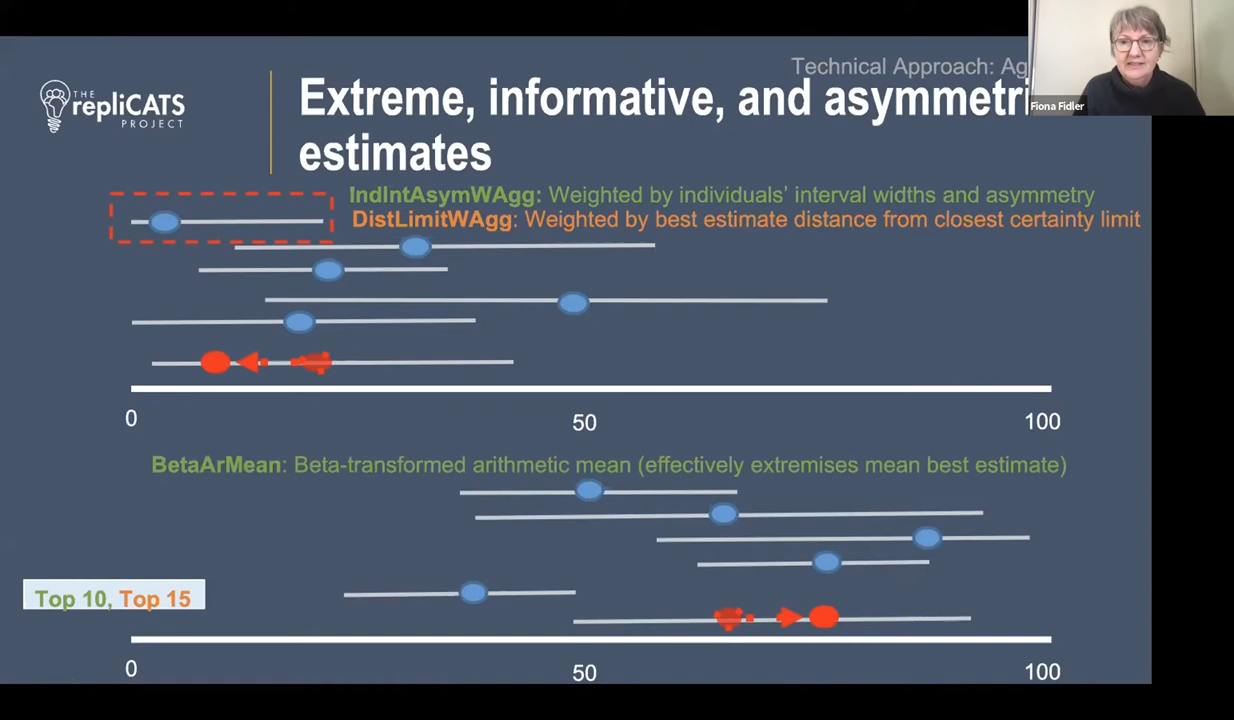 Technical Approach:
THE
repliCATS
PROJECT
Extreme, informative, and asymmetri
estimates
Fiona Fidler
IndIntAsymWAgg: Weighted by individuals' interval widths and asymmetry
DistLimitWAgg: Weighted by best estimate distance from closest certainty limit
0
50
100
BetaArMean: Beta-transformed arithmetic mean (effectively extremises mean best estimate)
Top 10, Top 15
0
50
100